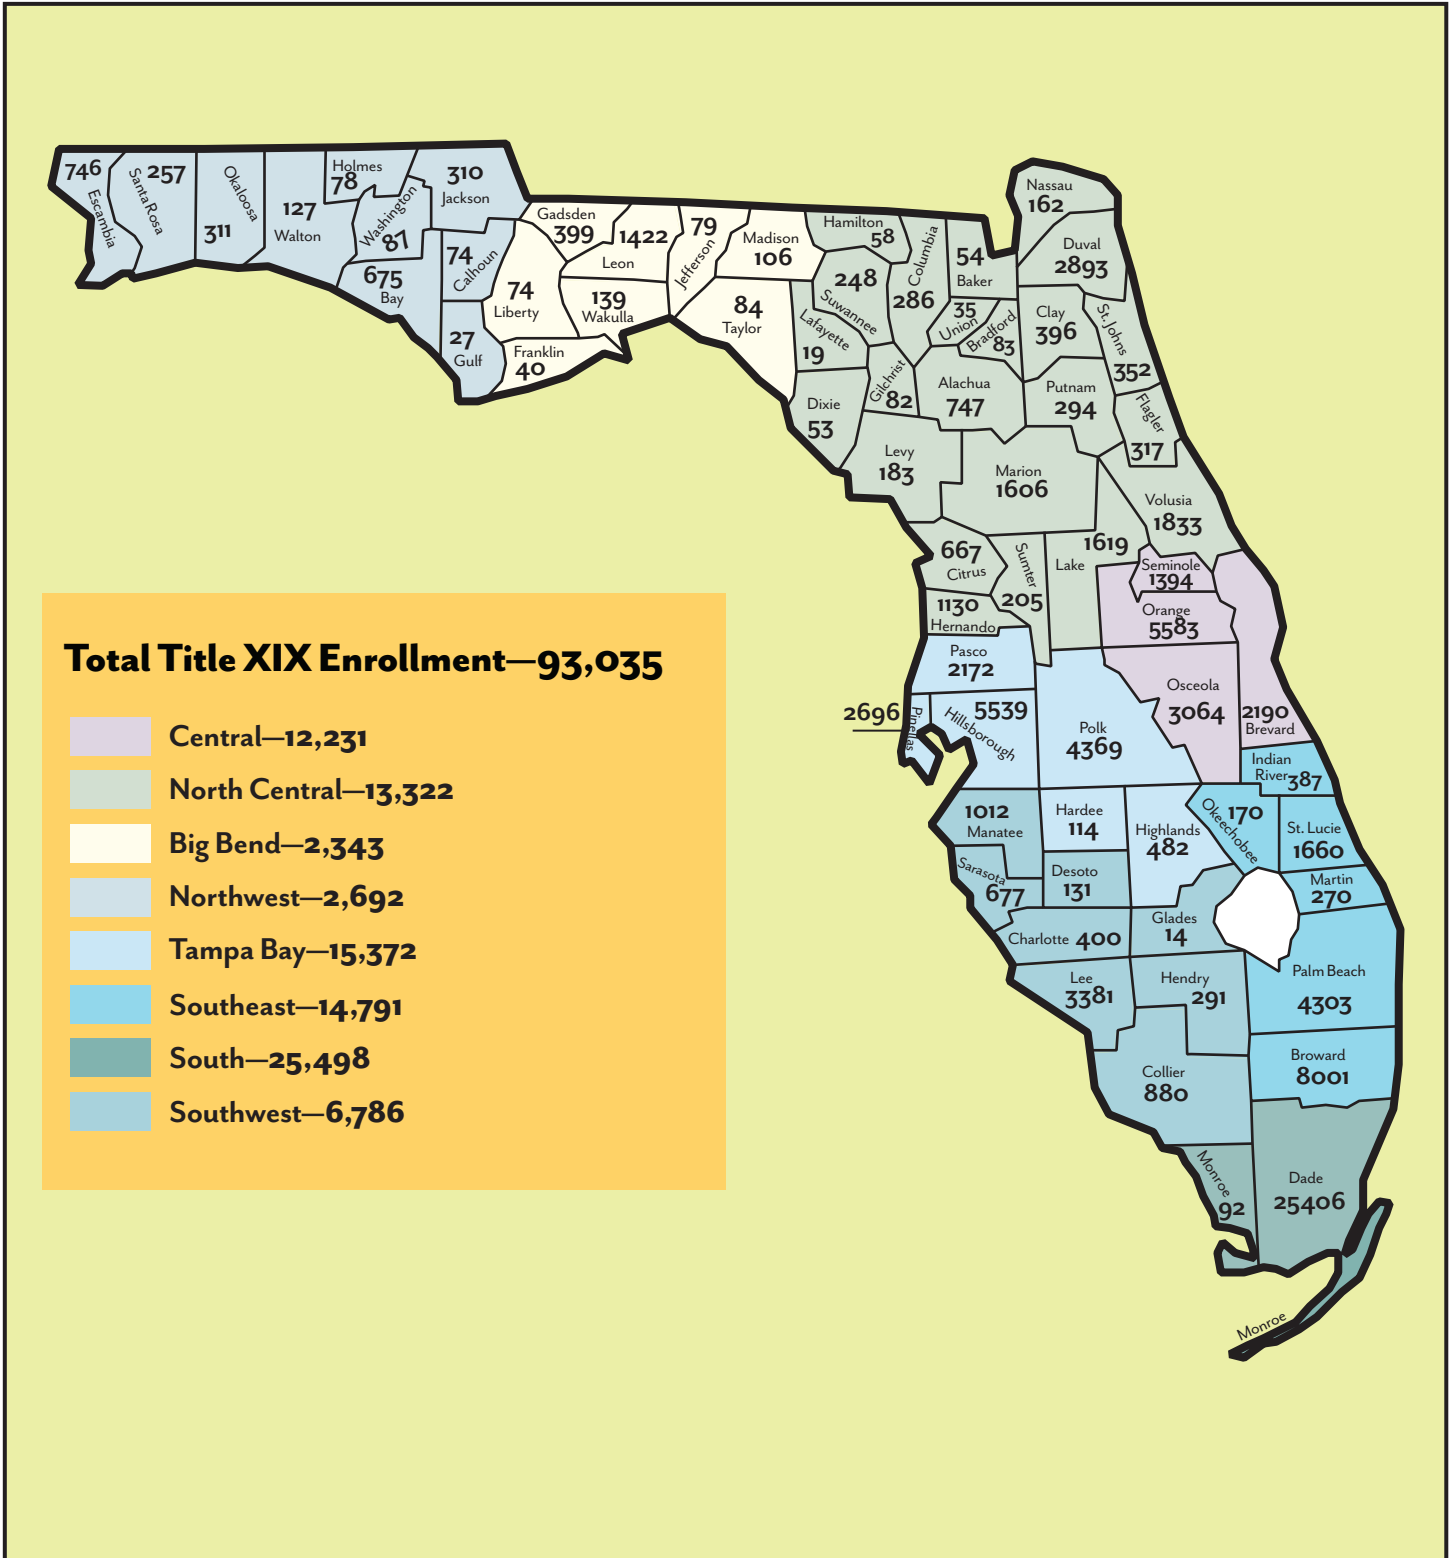 746
Escambia
Santa Rosa
257
Okaloosa
311
127
Walton
Holmes
78
Washington
87
310
Jackson
675
Bay
74
Calhoun
27
Gulf
Gadsden
399
74
Liberty
Franklin
40
1422
Leon
139
Wakulla
79
Jefferson
Madison
106
84
Taylor
Hamilton
58
248
Suwannee
Lafayette
19
Dixie
53
Columbia
286
54
Baker
35
Union
Bradford
83
Gilchrist
82
Alachua
747
Nassau
162
Duval
2893
Clay
396
St. Johns
352
Putnam
294
Flagler
317
Levy
183
Marion
1606
Volusia
1833
667
Citrus
Sumter
205
1619
Lake
1130
Hernando
Seminole
1394
Orange
5583
Osceola
3064
2190
Brevard
Pasco
2172
2696
Pinellas
5539
Hillsborough
Polk
4369
Indian
River 387
1012
Manatee
Hardee
114
Highlands
482
Okeechobee
170
St. Lucie
1660
Sarasota
677
Desoto
131
Martin
270
Charlotte 400
Glades
14
Lee
3381
Hendry
291
Palm Beach
4303
Collier
880
Broward
8001
Monroe
92
Dade
25406
Monroe
Total Title XIX Enrollment—93,035
Central—12,231
North Central—13,322
Big Bend—2,343
Northwest—2,692
Tampa Bay—15,372
Southeast—14,791
South—25,498
Southwest—6,786